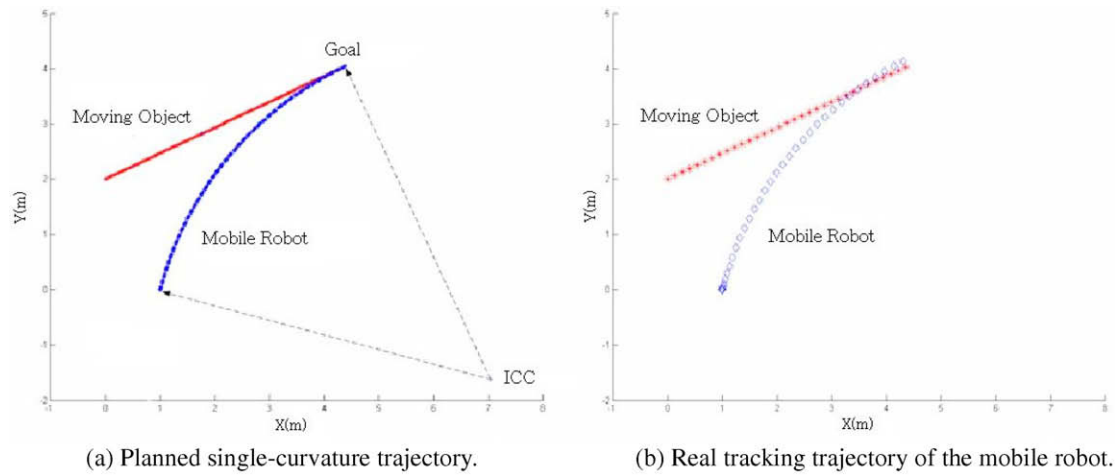 5
4
3
2
1
0
-1
-2
Y(m)
Goal
Moving Object
Mobile Robot
ICC
-1 0 1 2 3 4 5 6 7 8
X(m)
(a) Planned single-curvature trajectory.
5
4
3
2
1
0
-1
-2
Y(m)
Moving Object
Mobile Robot
-1 0 1 2 3 4 5 6 7 8
X(m)
(b) Real tracking trajectory of the mobile robot.